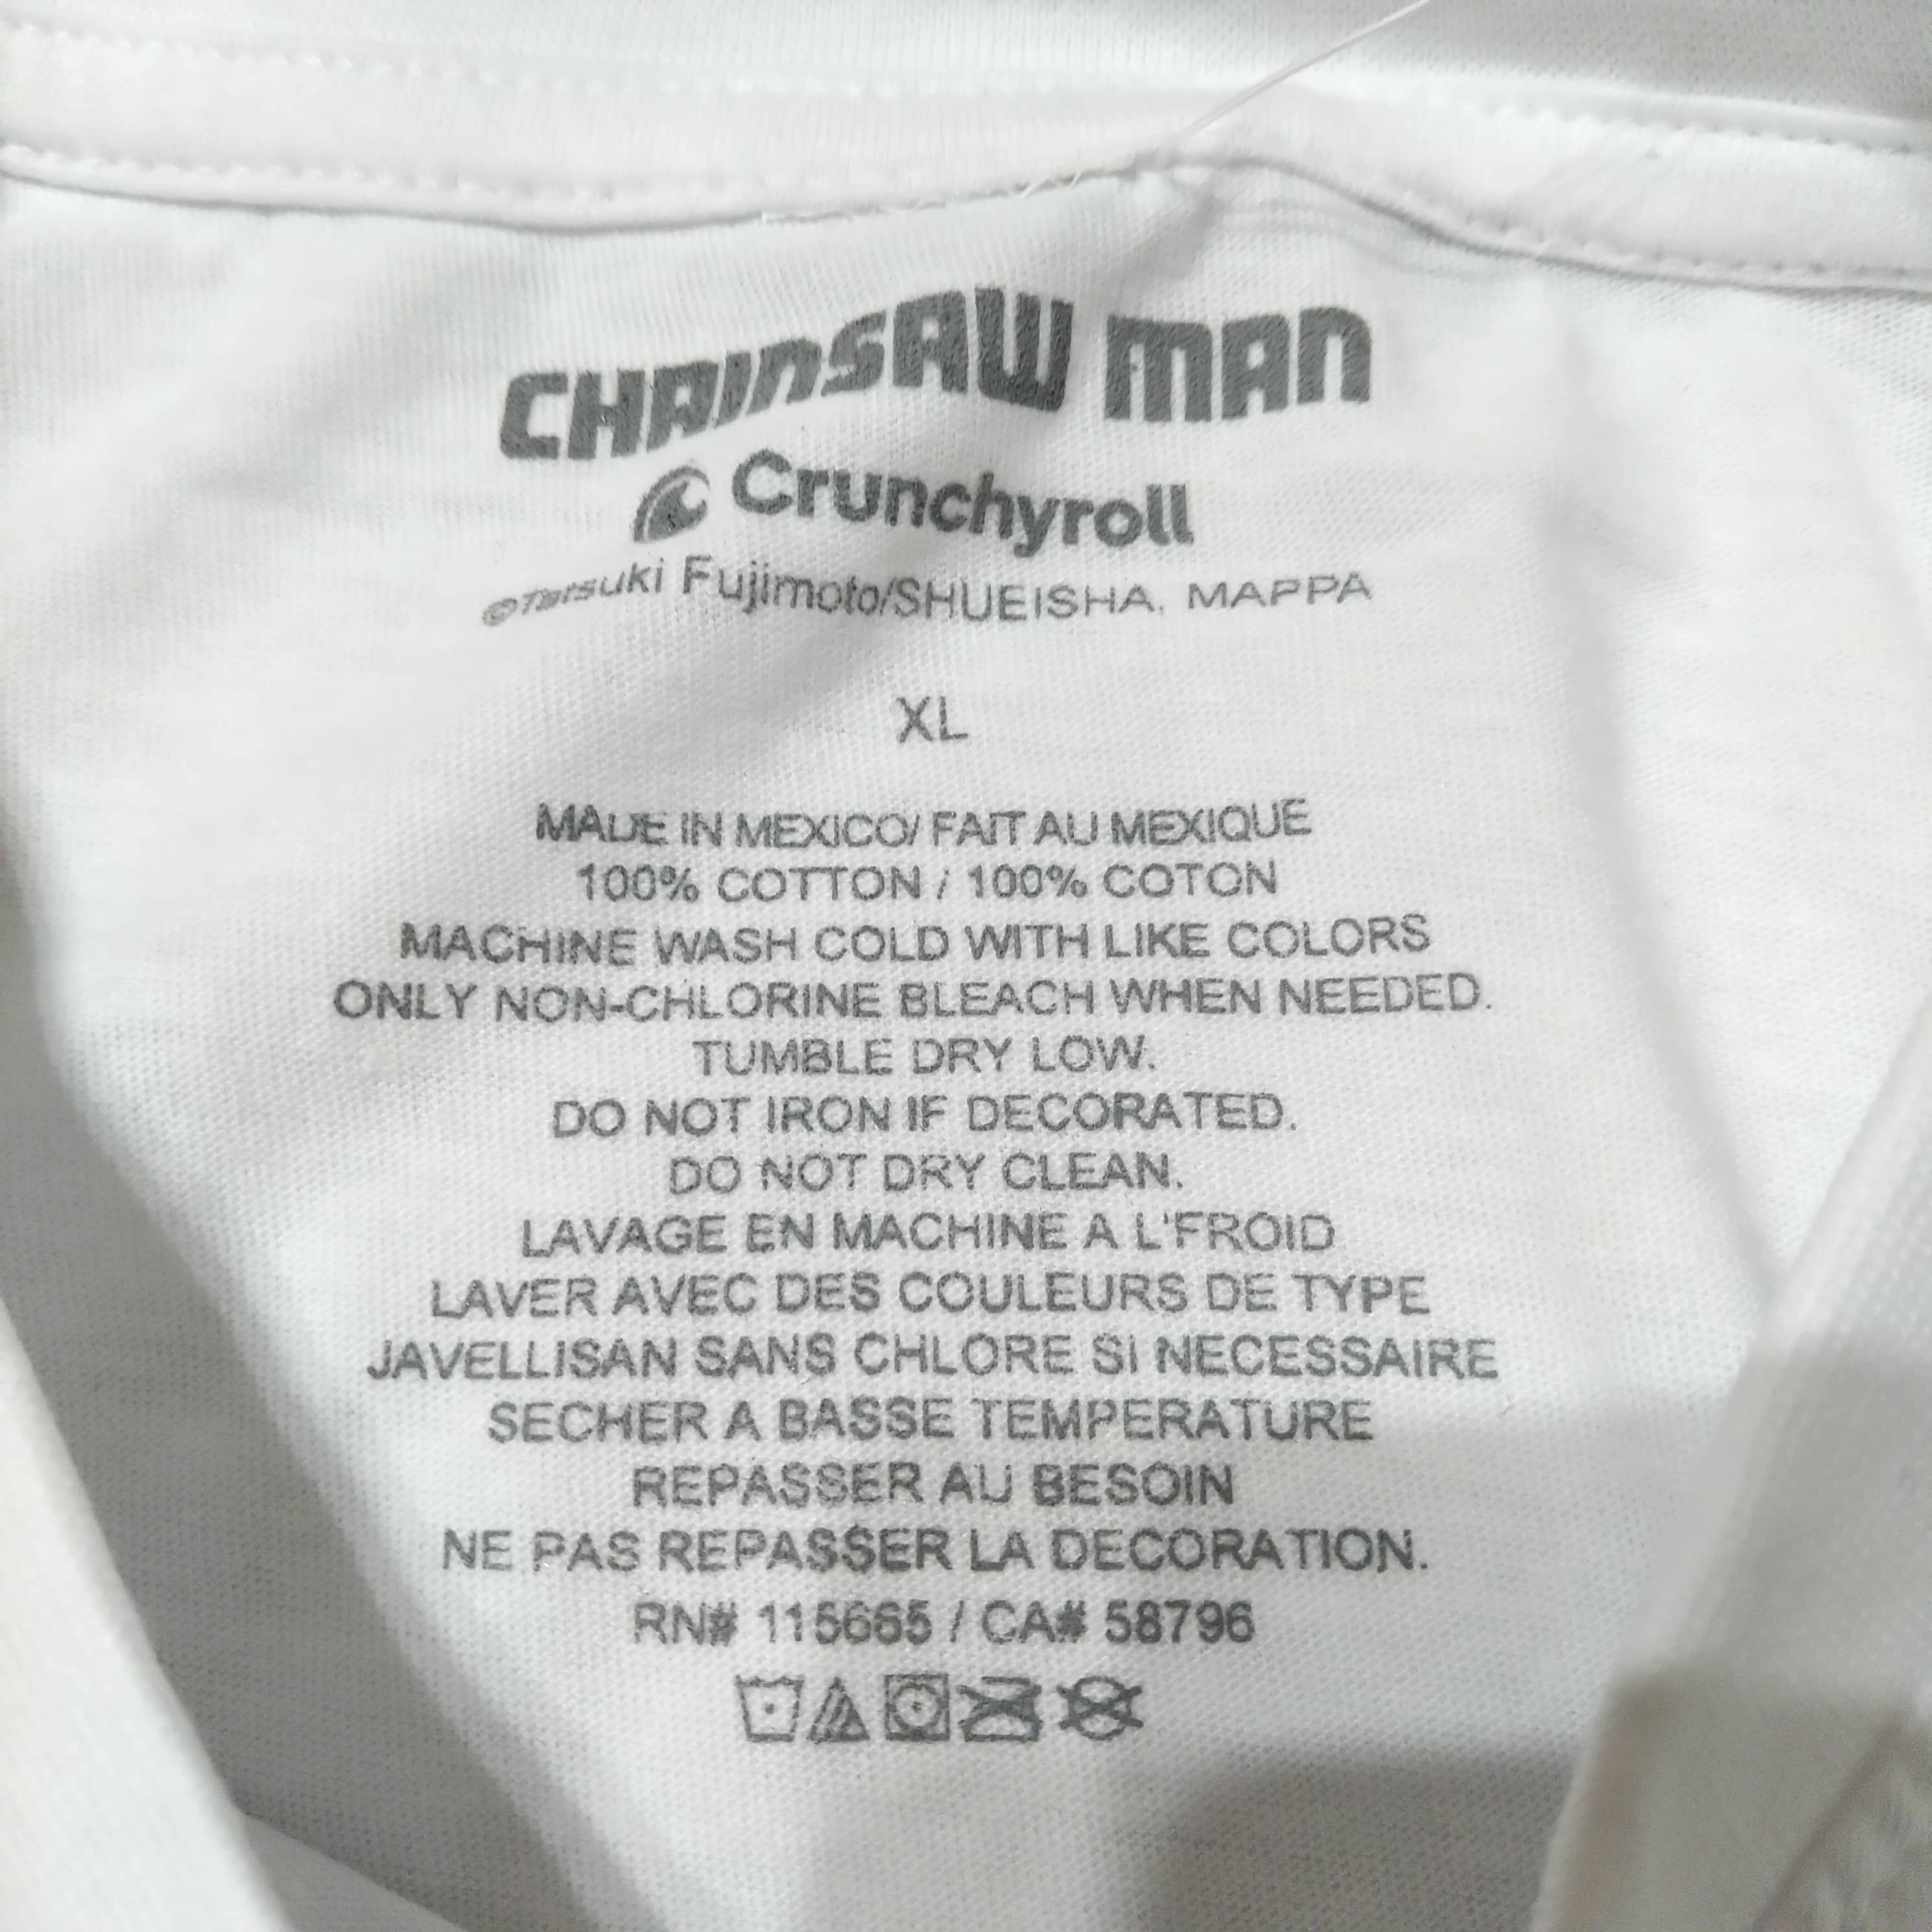 CHAINSAW MAN
Crunchyroll
©Tatsuki Fujimoto/SHUEISHA, MAPPA
XL
MADE IN MEXICO/ FAIT AU MEXIQUE
100% COTTON / 100% COTON
MACHINE WASH COLD WITH LIKE COLORS
ONLY NON-CHLORINE BLEACH WHEN NEEDED.
TUMBLE DRY LOW.
DO NOT IRON IF DECORATED.
DO NOT DRY CLEAN.
LAVAGE EN MACHINE A L'FROID
LAVER AVEC DES COULEURS DE TYPE
JAVELLISAN SANS CHLORE SI NECESSAIRE
SECHER A BASSE TEMPERATURE
REPASSER AU BESOIN
NE PAS REPASSER LA DECORATION.
RN# 115665 / CA# 58796